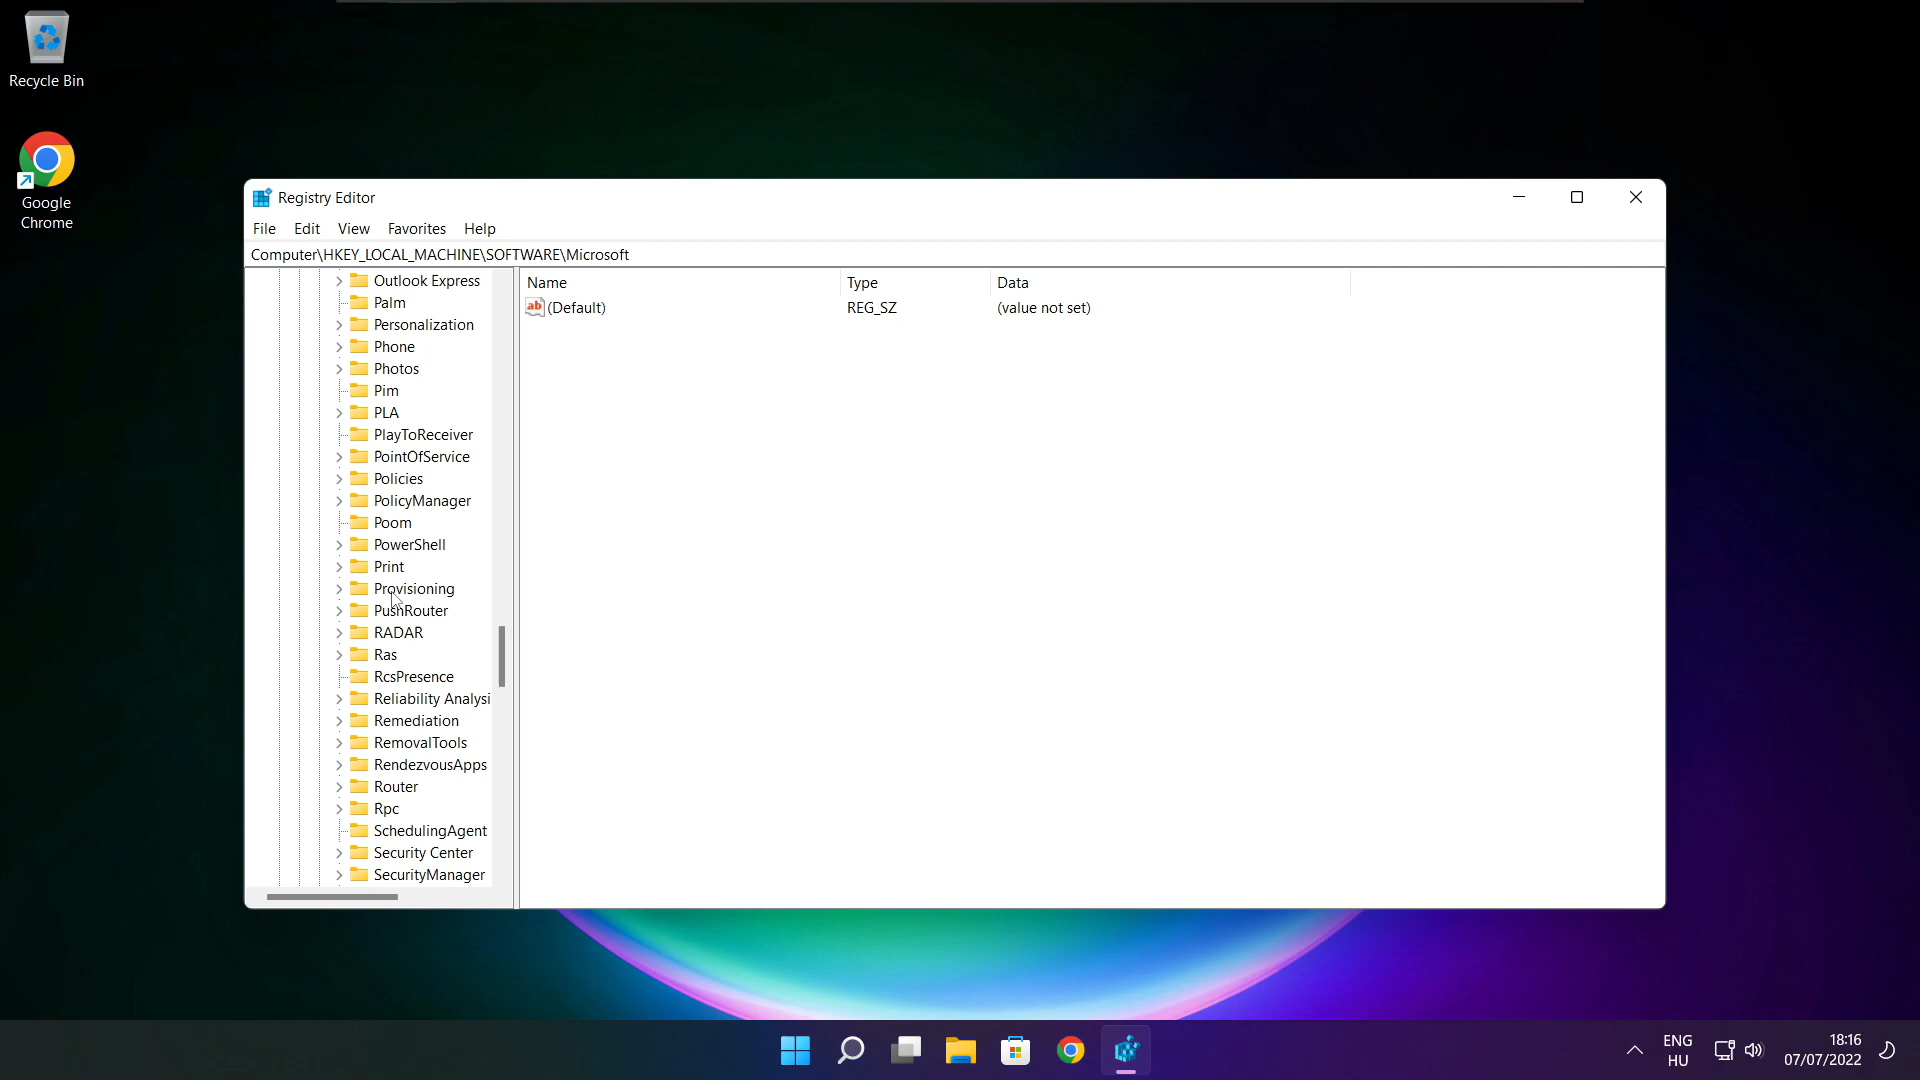 Recycle Bin
Google
Chrome
Registry Editor
File Edit View Favorites Help
Computer\HKEY_LOCAL_MACHINE\SOFTWARE\Microsoft
Name Type Data
(Default) REG_SZ (value not set)
Outlook Express
Palm
Personalization
Phone
Photos
Pim
PLA
PlayToReceiver
PointOfService
Policies
PolicyManager
Poom
PowerShell
Print
Provisioning
PushRouter
RADAR
Ras
RcsPresence
Reliability Analysi
Remediation
RemovalTools
RendezvousApps
Router
Rpc
SchedulingAgent
Security Center
SecurityManager
ENG
HU
18:16
07/07/2022